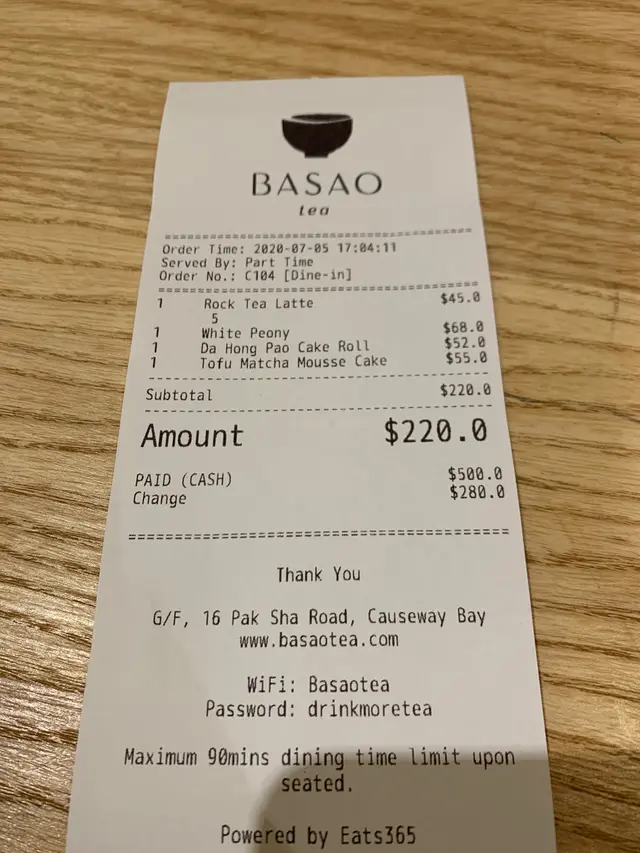 BASAO
tea
==========================================
Order Time: 2020-07-05 17:04:11
Served By: Part Time
Order No.: C104 [Dine-in]
==========================================
1 Rock Tea Latte $45.0
5
1 White Peony $68.0
1 Da Hong Pao Cake Roll $52.0
1 Tofu Matcha Mousse Cake $55.0
------------------------------------------
Subtotal $220.0
------------------------------------------
Amount $220.0
PAID (CASH) $500.0
Change $280.0
==========================================
Thank You
G/F, 16 Pak Sha Road, Causeway Bay
www.basaotea.com
WiFi: Basaotea
Password: drinkmoretea
Maximum 90mins dining time limit upon
seated.
Powered by Eats365